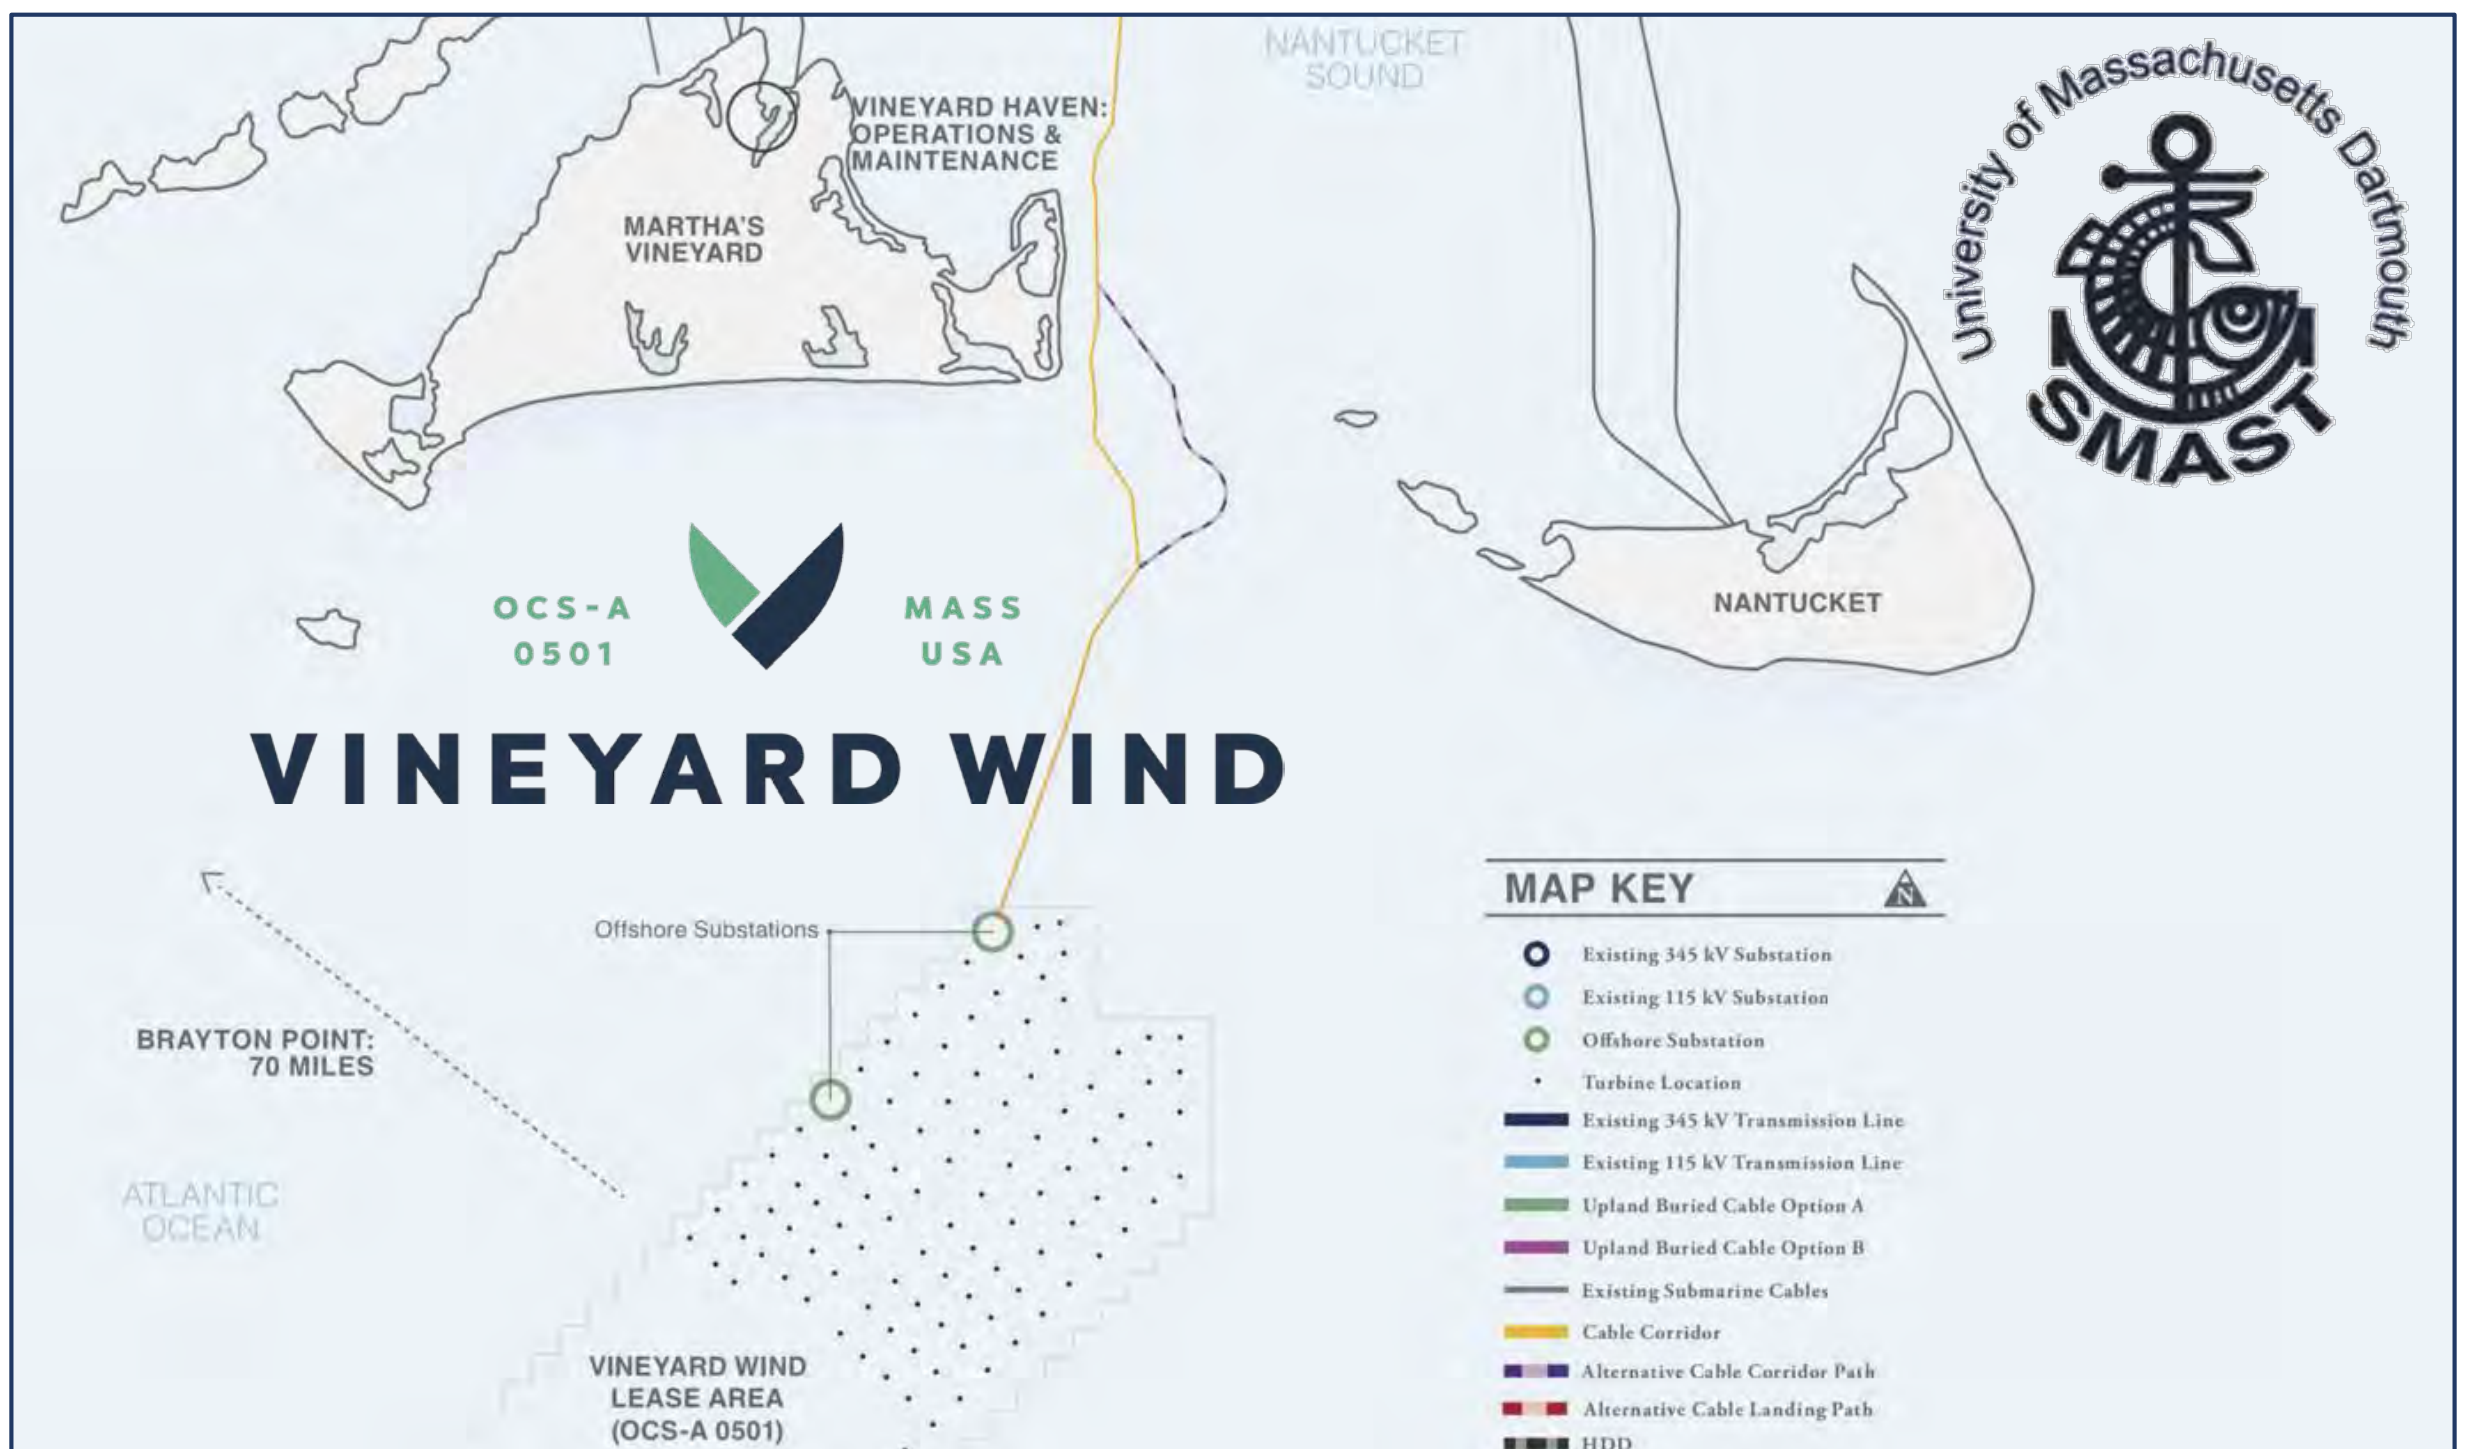 NANTUCKET
SOUND
University of Massachusetts Dartmouth
SMAST
VINEYARD HAVEN:
OPERATIONS &
MAINTENANCE
MARTHA'S
VINEYARD
NANTUCKET
OCS-A
0501
MASS
USA
VINEYARD WIND
Offshore Substations
BRAYTON POINT:
70 MILES
ATLANTIC
OCEAN
VINEYARD WIND
LEASE AREA
(OCS-A 0501)
MAP KEY
N
Existing 345 kV Substation
Existing 115 kV Substation
Offshore Substation
Turbine Location
Existing 345 kV Transmission Line
Existing 115 kV Transmission Line
Upland Buried Cable Option A
Upland Buried Cable Option B
Existing Submarine Cables
Cable Corridor
Alternative Cable Corridor Path
Alternative Cable Landing Path
HDD